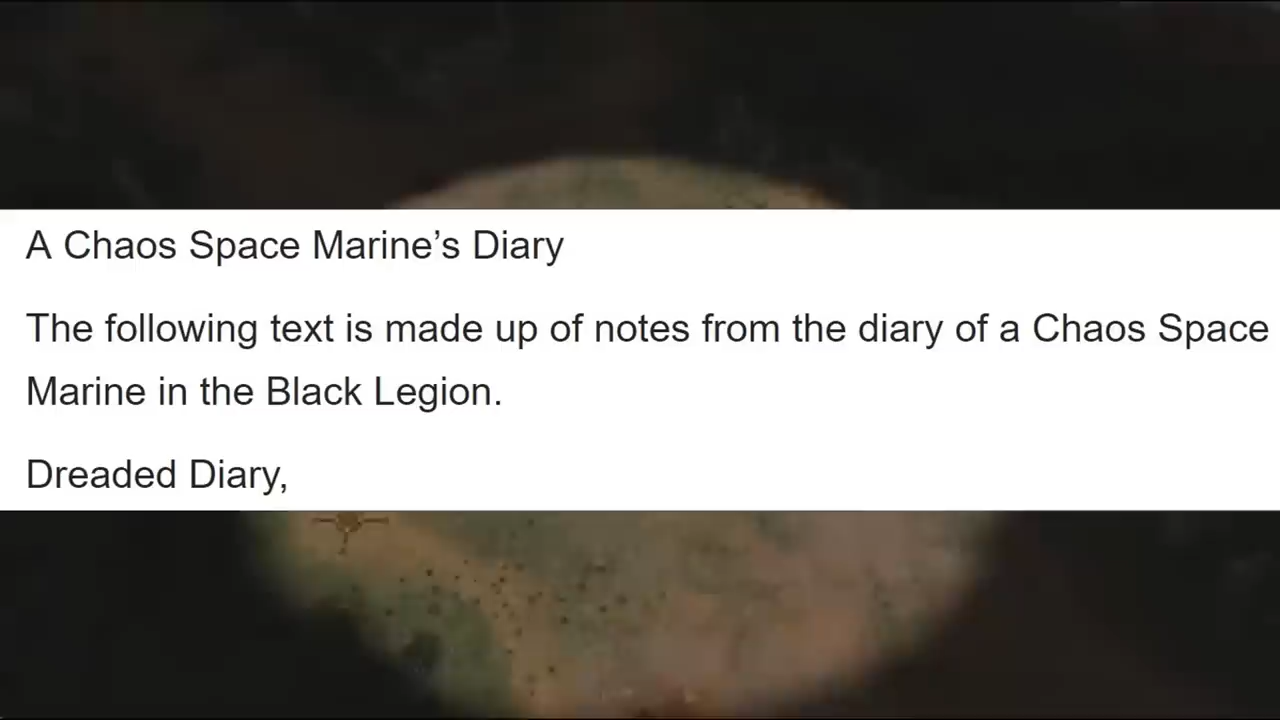 A Chaos Space Marine’s Diary
The following text is made up of notes from the diary of a Chaos Space
Marine in the Black Legion.
Dreaded Diary,